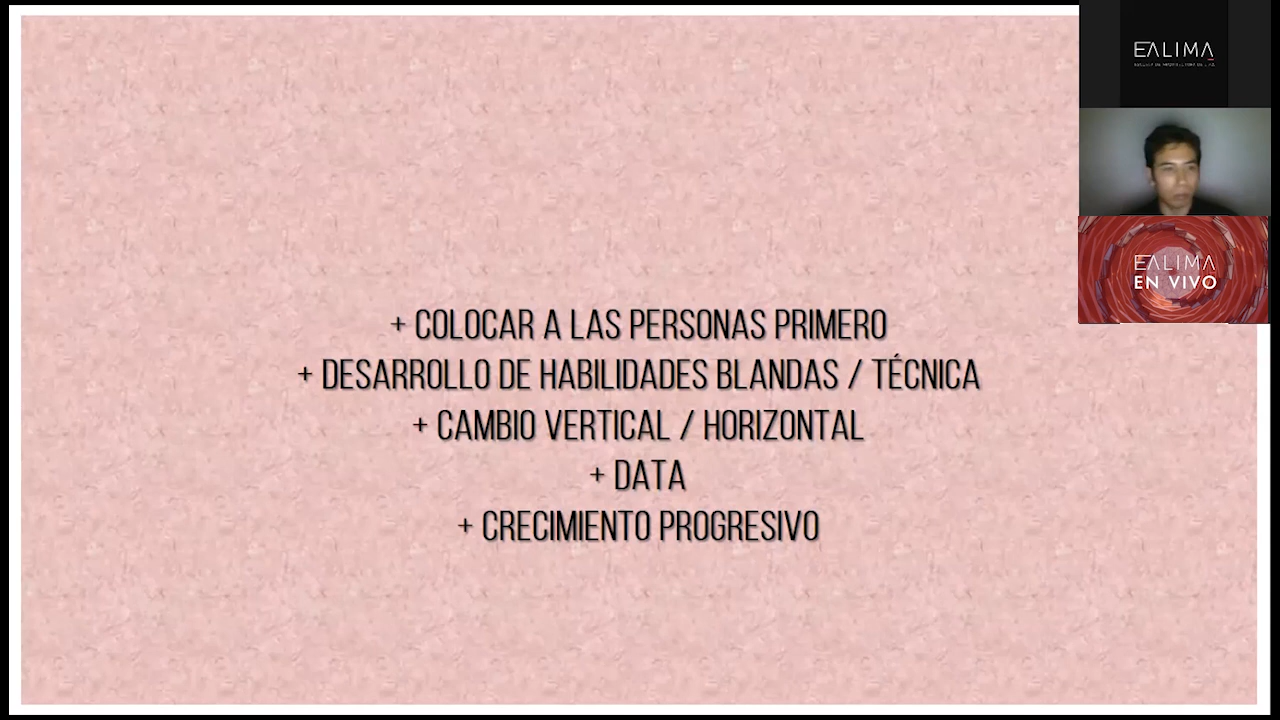 + COLOCAR A LAS PERSONAS PRIMERO
+ DESARROLLO DE HABILIDADES BLANDAS / TÉCNICA
+ CAMBIO VERTICAL / HORIZONTAL
+ DATA
+ CRECIMIENTO PROGRESIVO
EALIMA
EALIMA
EN VIVO